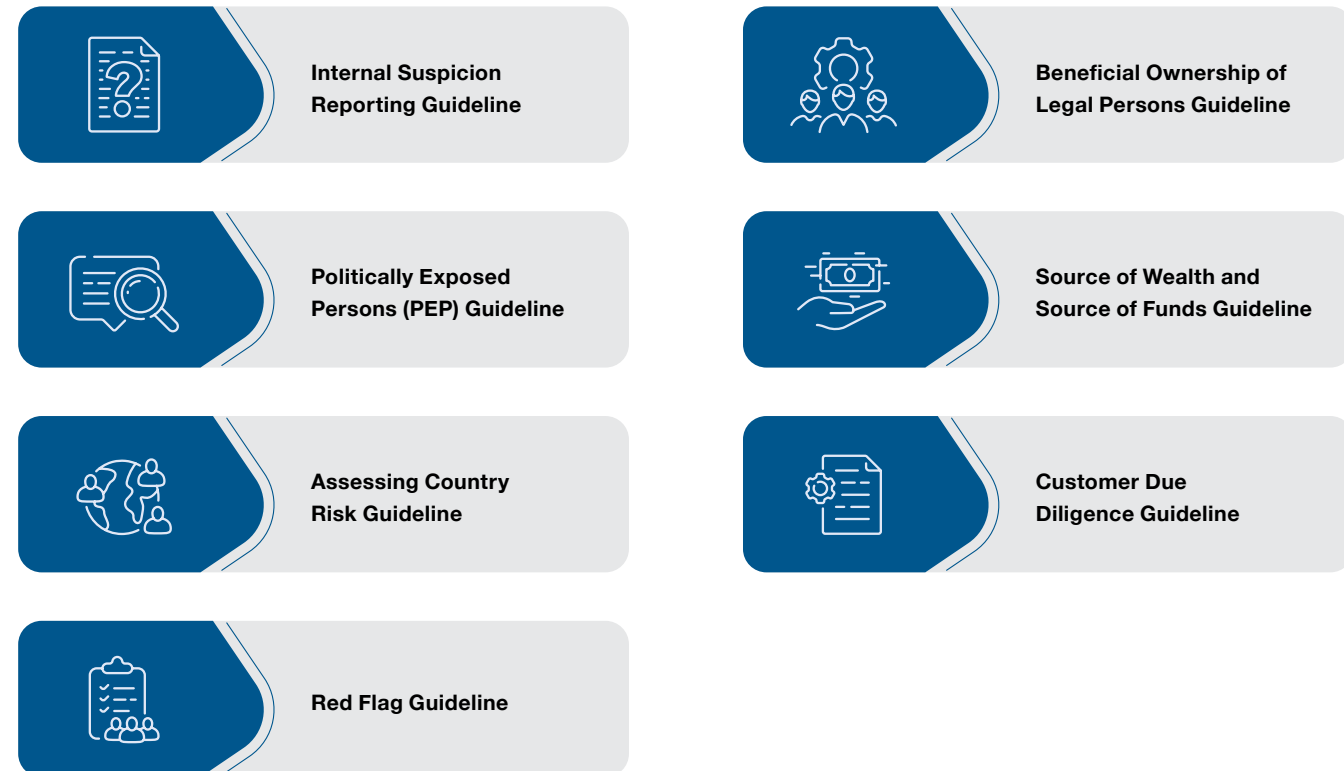 Internal Suspicion
Reporting Guideline
Beneficial Ownership of
Legal Persons Guideline
Politically Exposed
Persons (PEP) Guideline
Source of Wealth and
Source of Funds Guideline
Assessing Country
Risk Guideline
Customer Due
Diligence Guideline
Red Flag Guideline